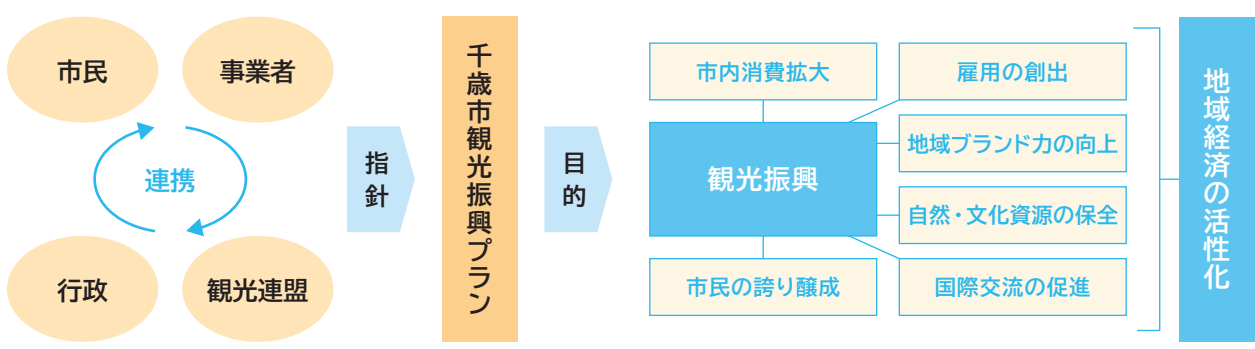 市民
事業者
連携
行政
観光連盟
指針
千歳市観光振興プラン
目的
市内消費拡大
雇用の創出
地域ブランド力の向上
観光振興
自然・文化資源の保全
市民の誇り醸成
国際交流の促進
地域経済の活性化